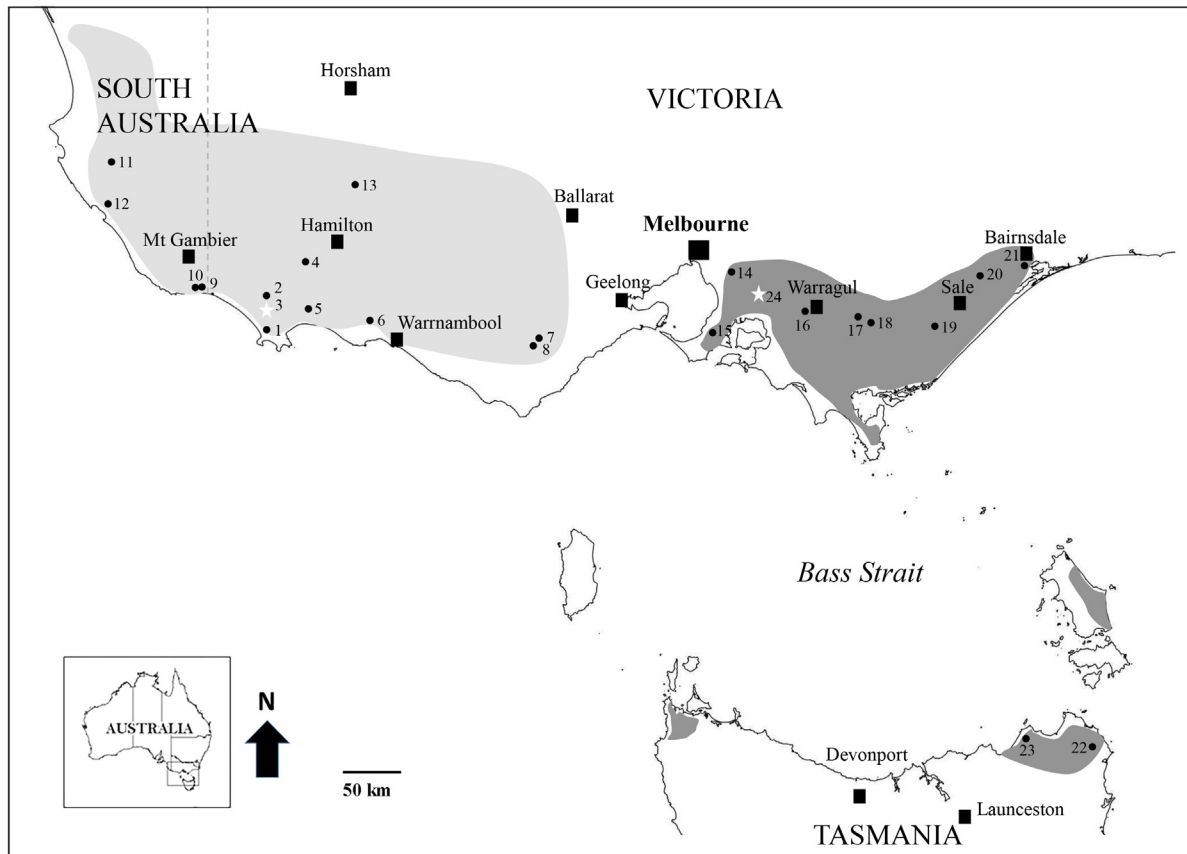 Horsham
SOUTH
AUSTRALIA
VICTORIA
11
13
12
Ballarat
Hamilton
Melbourne
Mt Gambier
Bairnsdale
4
14
21
20
10
9
2
Geelong
24
Warragul
Sale
3
5
16
17
18
19
6
Warrnambool
1
15
7
8
Bass Strait
AUSTRALIA
N
50 km
Devonport
23
22
Launceston
TASMANIA